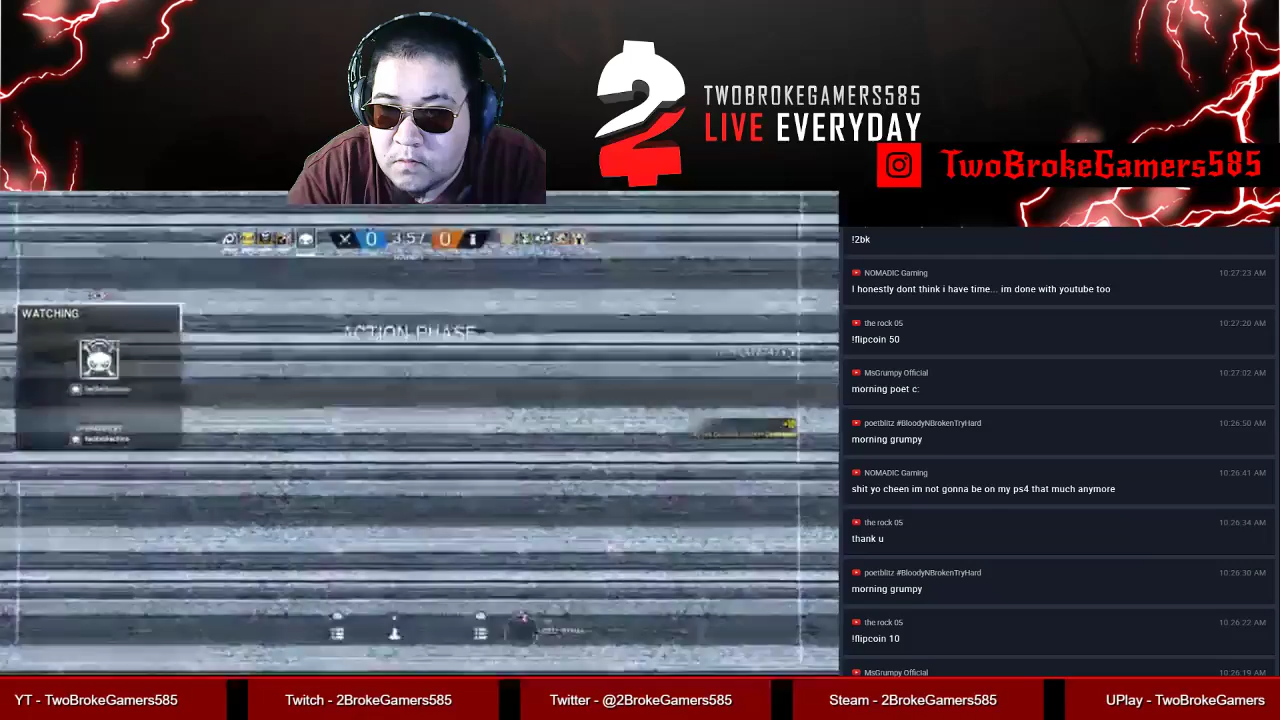 2
TWOBROKEGAMERS585
LIVE EVERYDAY
TwoBrokeGamers585
0 3:57 0
WATCHING
ACTION PHASE
!2bk
NOMADIC Gaming 10:27:23 AM
I honestly dont think i have time... im done with youtube too
the rock 05 10:27:20 AM
!flipcoin 50
MsGrumpy Official 10:27:02 AM
morning poet c:
poetblitz #BloodyNBrokenTryHard 10:26:50 AM
morning grumpy
NOMADIC Gaming 10:26:41 AM
shit yo cheen im not gonna be on my ps4 that much anymore
the rock 05 10:26:34 AM
thank u
poetblitz #BloodyNBrokenTryHard 10:26:30 AM
morning grumpy
the rock 05 10:26:22 AM
!flipcoin 10
MsGrumpy Official 10:26:19 AM
YT - TwoBrokeGamers585
Twitch - 2BrokeGamers585
Twitter - @2BrokeGamers585
Steam - 2BrokeGamers585
UPlay - TwoBrokeGamers